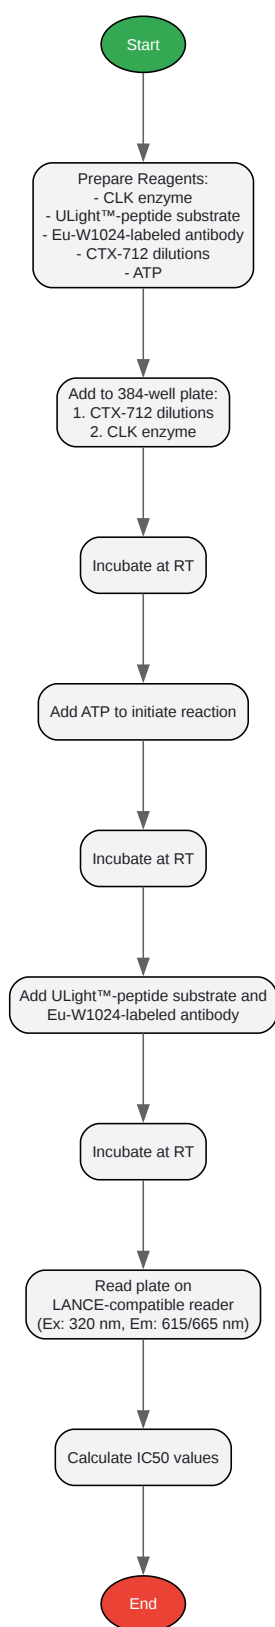 Start
Prepare Reagents:
- CLK enzyme
- ULight™-peptide substrate
- Eu-W1024-labeled antibody
- CTX-712 dilutions
- ATP
Add to 384-well plate:
1. CTX-712 dilutions
2. CLK enzyme
Incubate at RT
Add ATP to initiate reaction
Incubate at RT
Add ULight™-peptide substrate and
Eu-W1024-labeled antibody
Incubate at RT
Read plate on
LANCE-compatible reader
(Ex: 320 nm, Em: 615/665 nm)
Calculate IC50 values
End